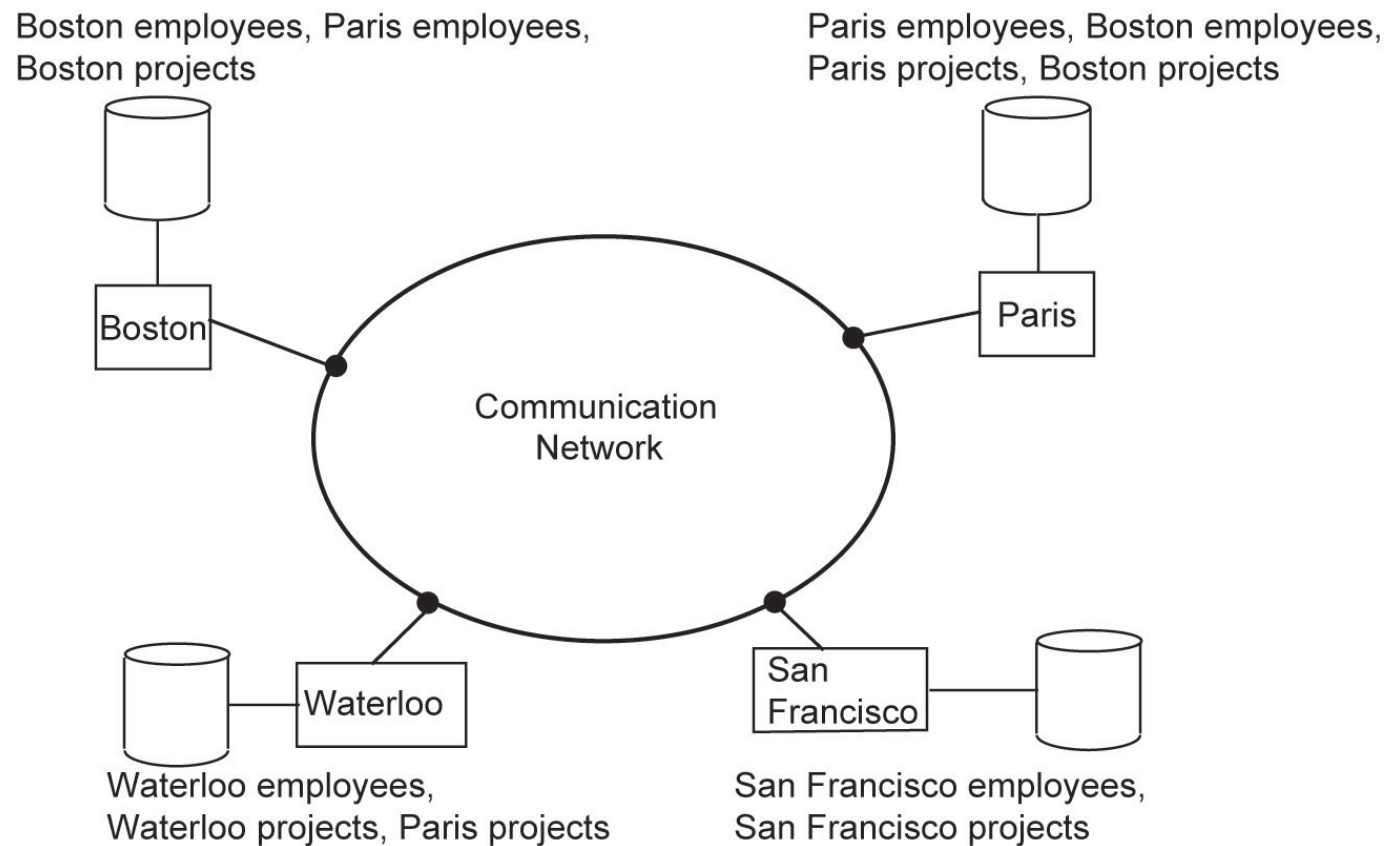 Boston employees, Paris employees,
Boston projects
Paris employees, Boston employees,
Paris projects, Boston projects
Boston
Paris
Communication
Network
Waterloo
San
Francisco
Waterloo employees,
Waterloo projects, Paris projects
San Francisco employees,
San Francisco projects